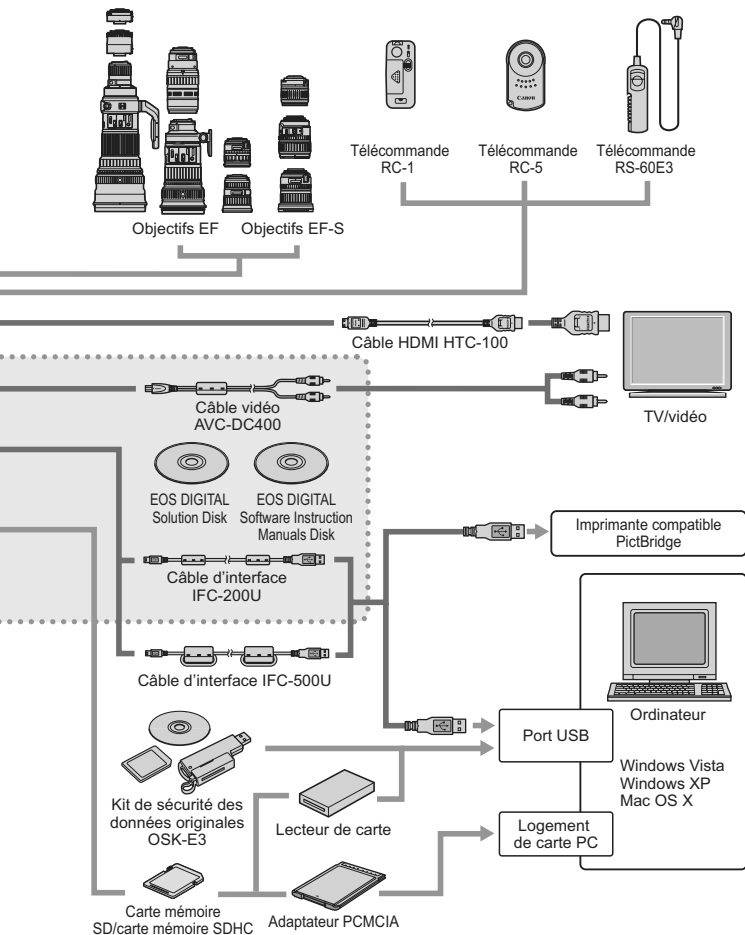 Canon
Télécommande
RC-1
Télécommande
RC-5
Télécommande
RS-60E3
Objectifs EF
Objectifs EF-S
Câble HDMI HTC-100
Câble vidéo
AVC-DC400
TV/vidéo
EOS DIGITAL
Solution Disk
EOS DIGITAL
Software Instruction
Manuals Disk
Imprimante compatible
PictBridge
Câble d'interface
IFC-200U
Câble d'interface IFC-500U
Ordinateur
Port USB
Windows Vista
Windows XP
Mac OS X
Kit de sécurité des
données originales
OSK-E3
Lecteur de carte
Logement
de carte PC
Carte mémoire
SD/carte mémoire SDHC
Adaptateur PCMCIA